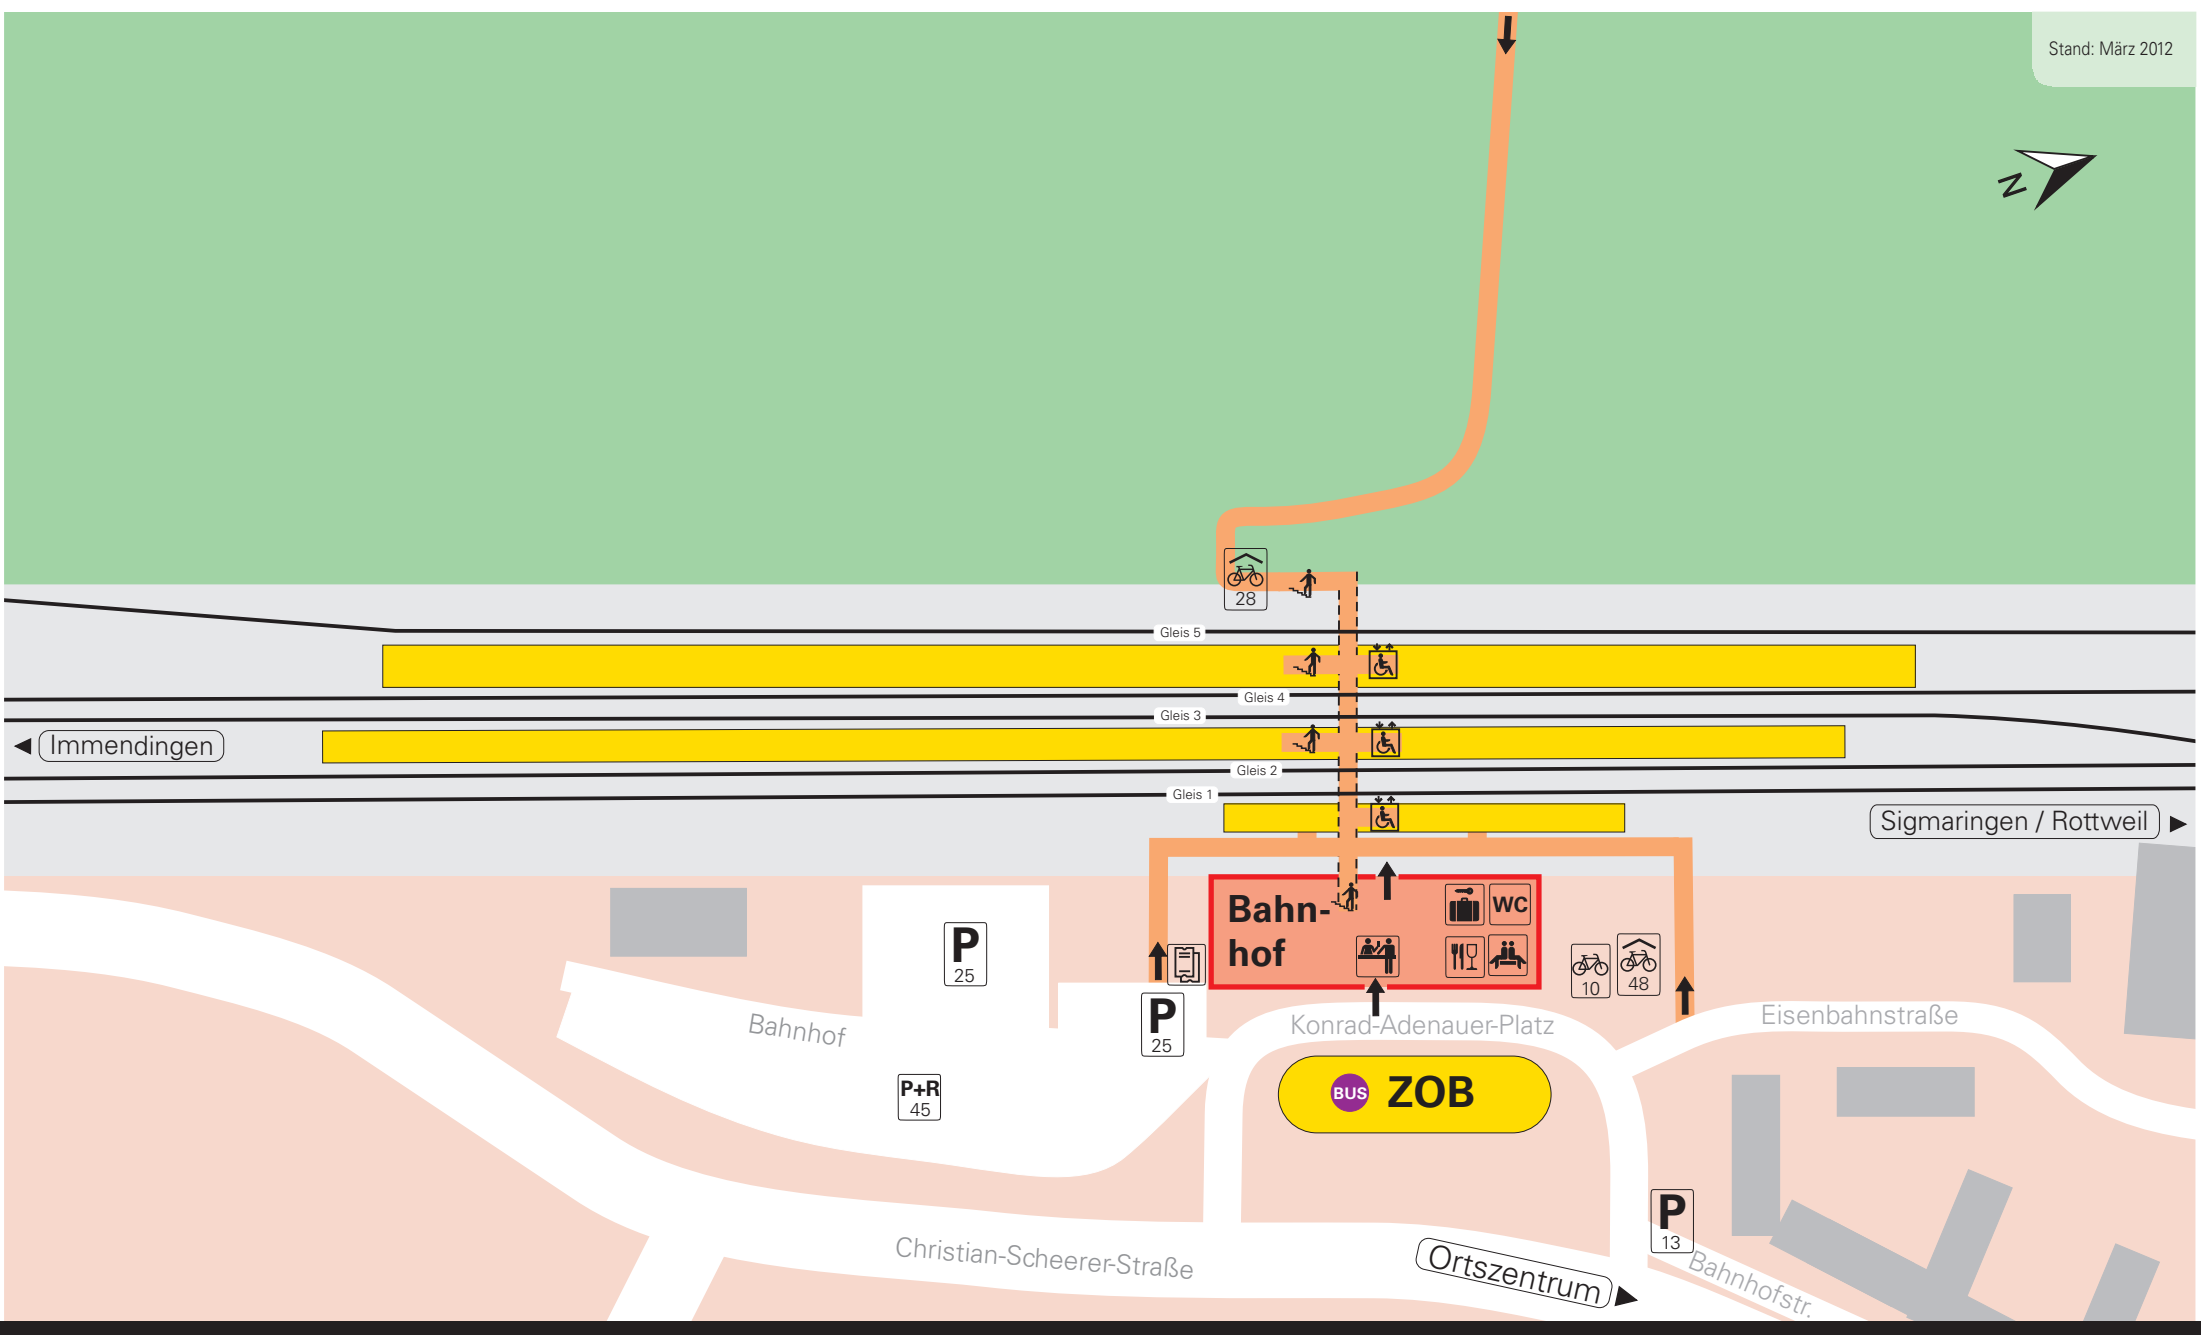 Stand: März 2012
N
28
Gleis 5
Gleis 4
Gleis 3
Immendingen
Gleis 2
Gleis 1
Sigmaringen / Rottweil
Bahn-
hof
WC
P
25
10
48
P
25
Bahnhof
Konrad-Adenauer-Platz
Eisenbahnstraße
P+R
45
BUS ZOB
P
13
Christian-Scheerer-Straße
Ortszentrum
Bahnhofstr.